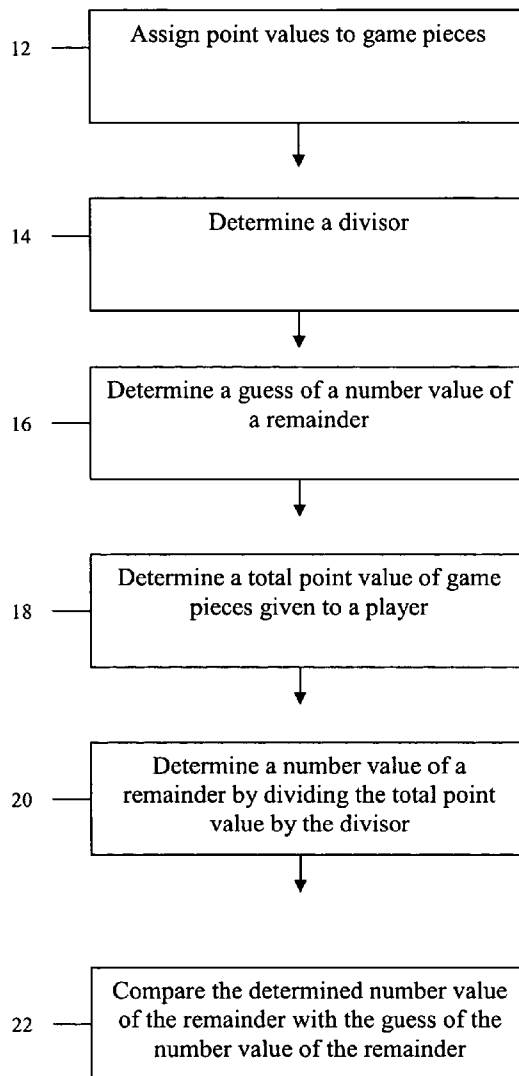 12
Assign point values to game pieces
14
Determine a divisor
16
Determine a guess of a number value of
a remainder
18
Determine a total point value of game
pieces given to a player
20
Determine a number value of a
remainder by dividing the total point
value by the divisor
22
Compare the determined number value
of the remainder with the guess of the
number value of the remainder